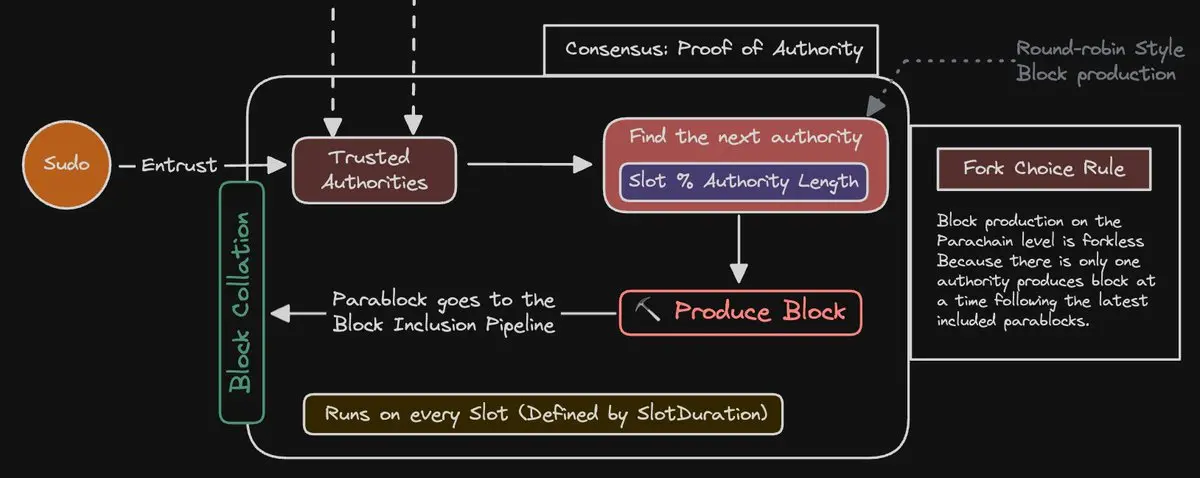 Consensus: Proof of Authority
Round-robin Style
Block production
Sudo
Entrust
Trusted
Authorities
Find the next authority
Slot % Authority Length
Fork Choice Rule
Block production on the
Parachain level is forkless
Because there is only one
authority produces block at
a time following the latest
included parablocks.
Block Collation
Parablock goes to the
Block Inclusion Pipeline
Produce Block
Runs on every Slot (Defined by SlotDuration)